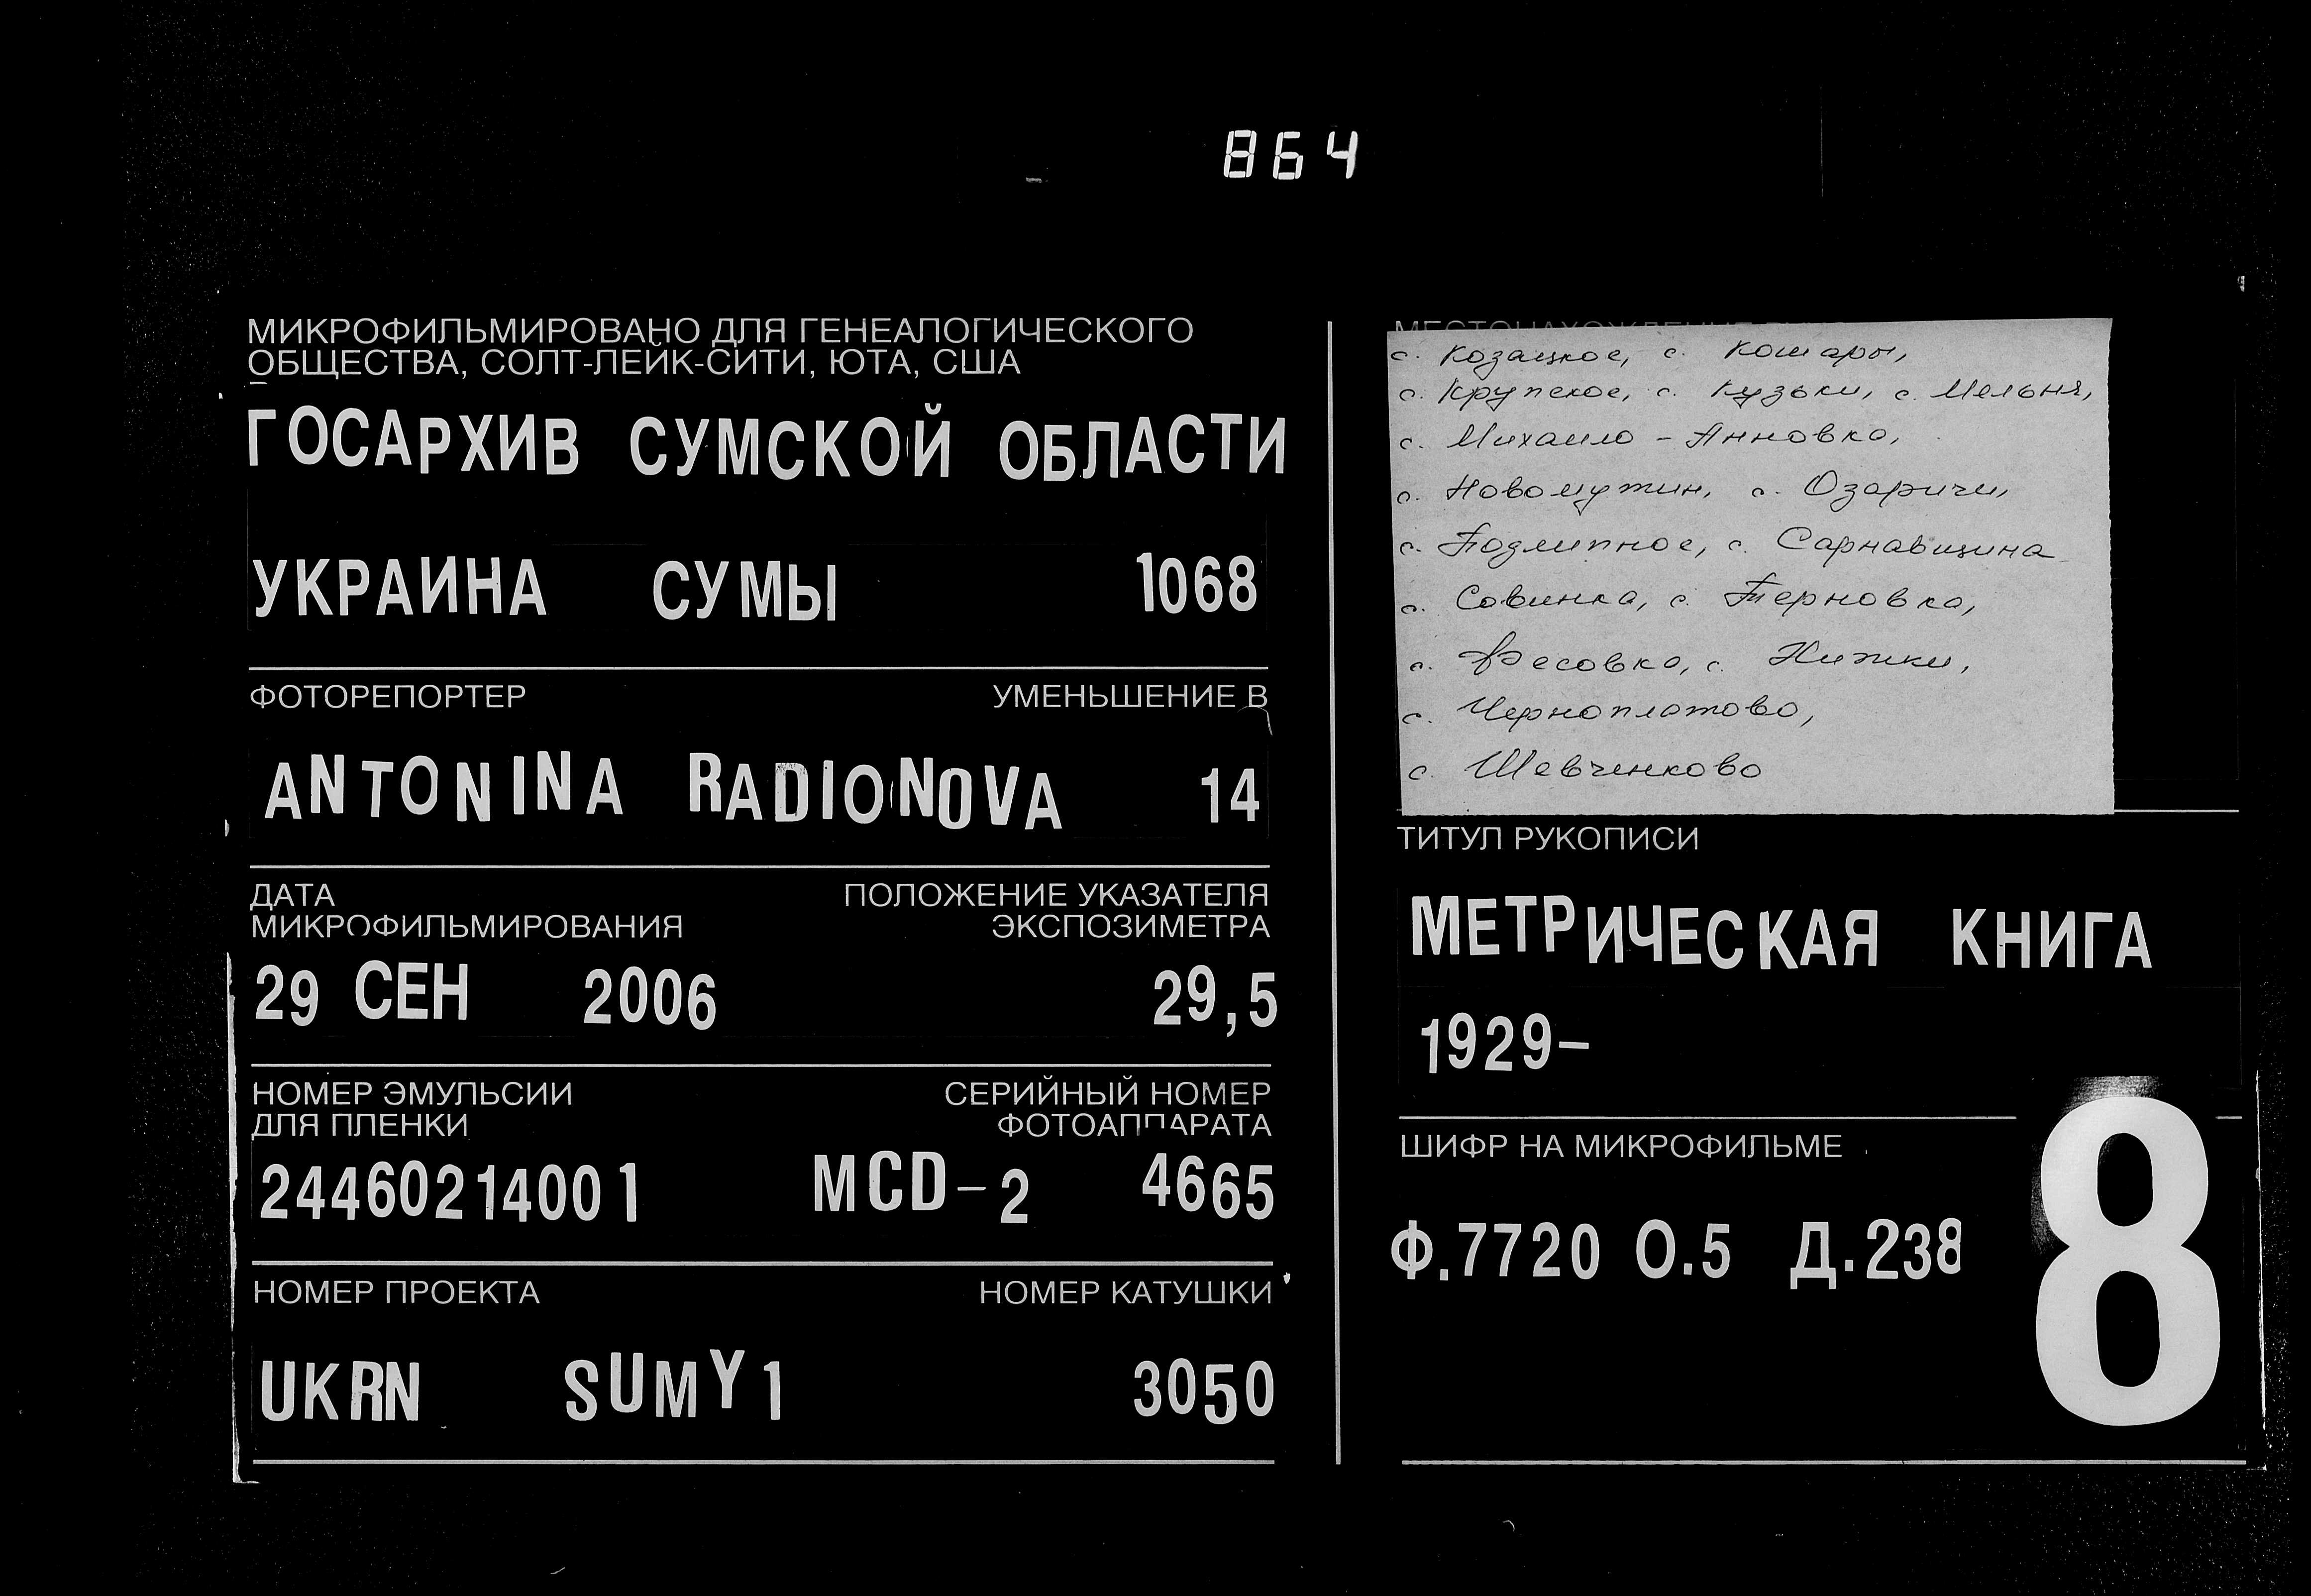 864
МИКРОФИЛЬМИРОВАНО ДЛЯ ГЕНЕАЛОГИЧЕСКОГО
ОБЩЕСТВА, СОЛТ-ЛЕЙК-СИТИ, ЮТА, США
ГОСАРХИВ СУМСКОЙ ОБЛАСТИ
УКРАИНА СУМЫ 1068
ФОТОРЕПОРТЕР УМЕНЬШЕНИЕ В
ANTONINA RADIONOVA 14
ДАТА
МИКРОФИЛЬМИРОВАНИЯ
ПОЛОЖЕНИЕ УКАЗАТЕЛЯ
ЭКСПОЗИМЕТРА
29 СЕН 2006 29,5
НОМЕР ЭМУЛЬСИИ
ДЛЯ ПЛЕНКИ
СЕРИЙНЫЙ НОМЕР
ФОТОАППАРАТА
24460214001 MCD-2 4665
НОМЕР ПРОЕКТА НОМЕР КАТУШКИ
UKRN SUMY1 3050
с. Козацкое, с. Кошары,
с. Крупское, с. Кузьки, с. Мельня,
с. Михайло-Анновка,
с. Новомутин, с. Озаричи,
с. Подлипное, с. Сарнавщина
с. Совинка, с. Терновка,
с. Фесовка, с.
с. Черноплатово,
с. Шевченково
ТИТУЛ РУКОПИСИ
МЕТРИЧЕСКАЯ КНИГА
1929-
ШИФР НА МИКРОФИЛЬМЕ
Ф.7720 О.5 Д.238
8